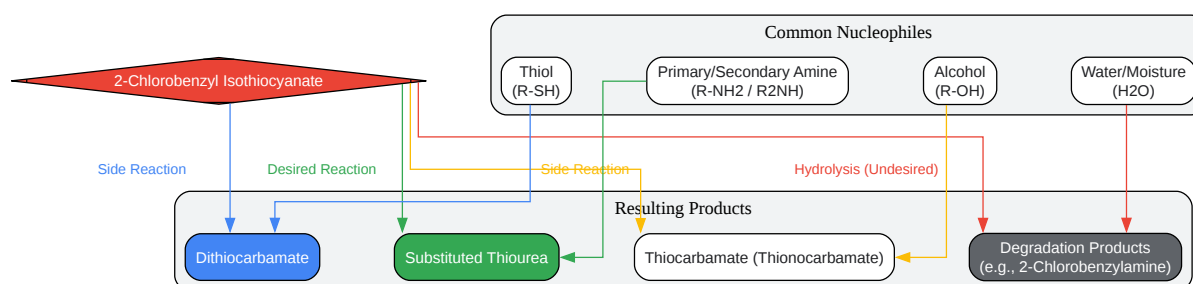 Common Nucleophiles
2-Chlorobenzyl Isothiocyanate
Thiol
(R-SH)
Primary/Secondary Amine
(R-NH2 / R2NH)
Alcohol
(R-OH)
Water/Moisture
(H2O)
Side Reaction
Desired Reaction
Side Reaction
Hydrolysis (Undesired)
Resulting Products
Dithiocarbamate
Substituted Thiourea
Thiocarbamate (Thionocarbamate)
Degradation Products
(e.g., 2-Chlorobenzylamine)